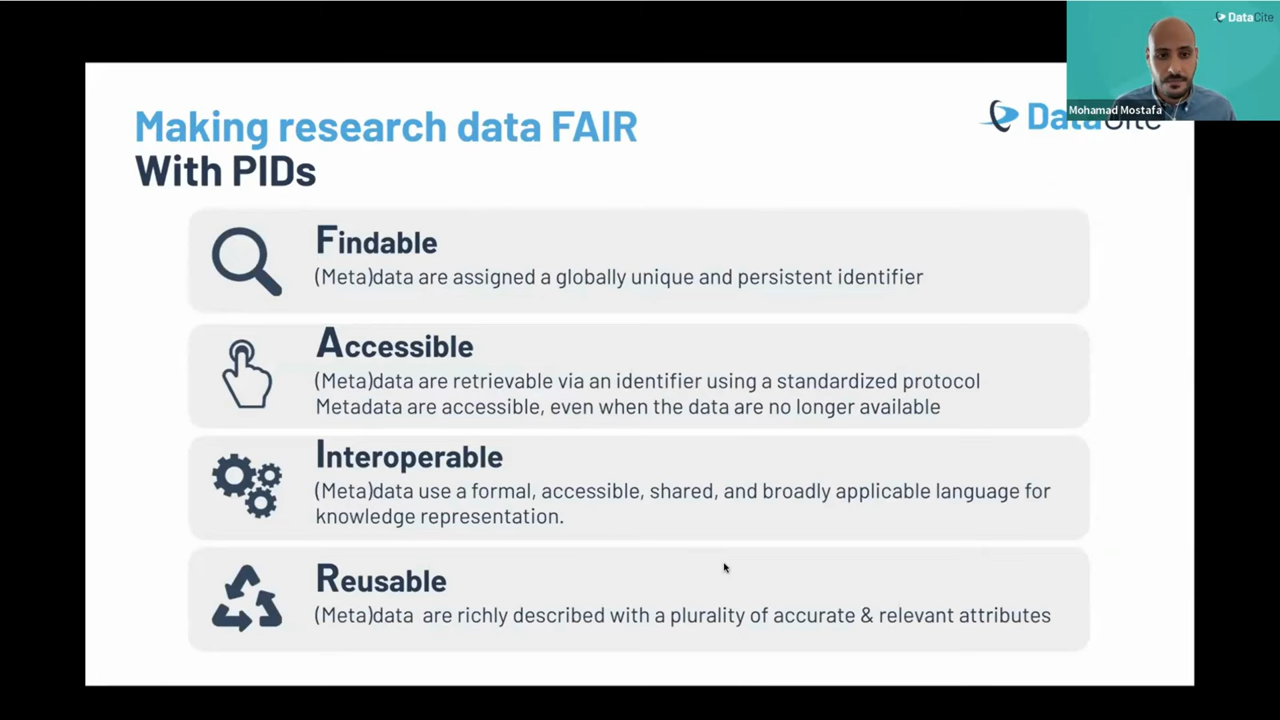 DataCite
Mohamad Mostafa
Making research data FAIR
With PIDs
DataCite
Findable
(Meta)data are assigned a globally unique and persistent identifier
Accessible
(Meta)data are retrievable via an identifier using a standardized protocol
Metadata are accessible, even when the data are no longer available
Interoperable
(Meta)data use a formal, accessible, shared, and broadly applicable language for
knowledge representation.
Reusable
(Meta)data  are richly described with a plurality of accurate & relevant attributes